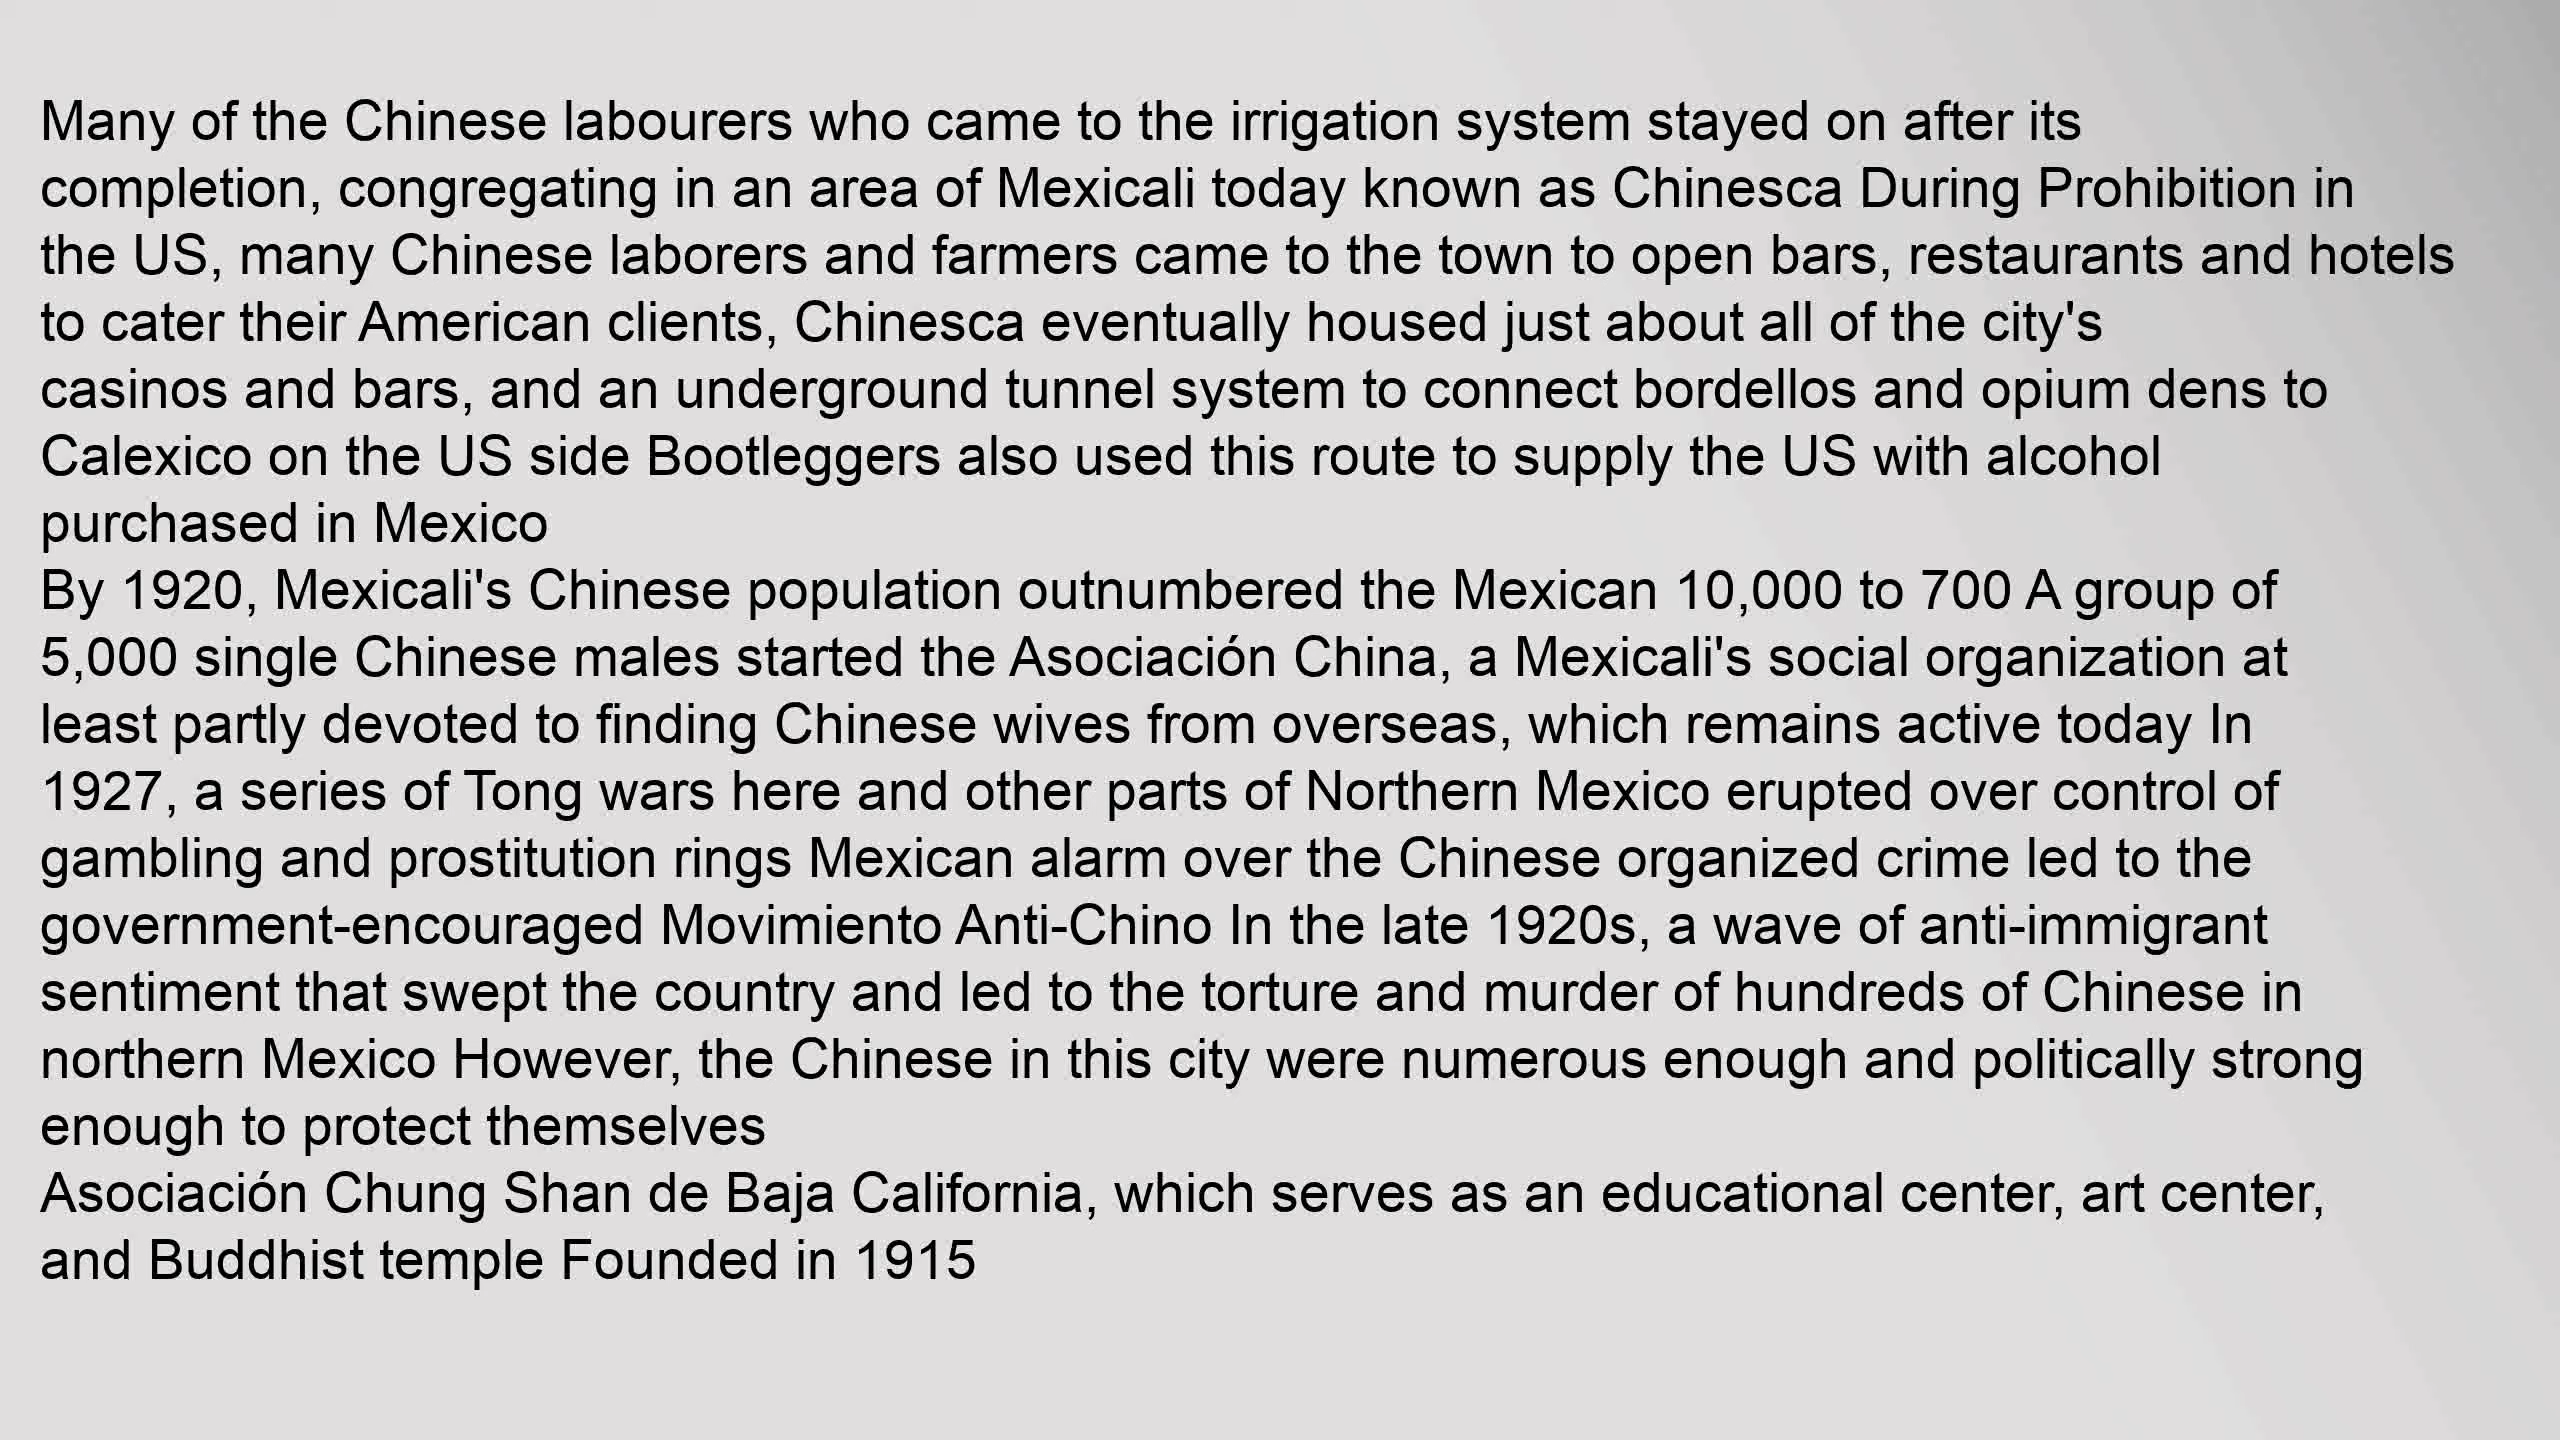 Many of the Chinese labourers who came to the irrigation system stayed on after its
completion, congregating in an area of Mexicali today known as Chinesca During Prohibition in
the US, many Chinese laborers and farmers came to the town to open bars, restaurants and hotels
to cater their American clients, Chinesca eventually housed just about all of the city's
casinos and bars, and an underground tunnel system to connect bordellos and opium dens to
Calexico on the US side Bootleggers also used this route to supply the US with alcohol
purchased in Mexico
By 1920, Mexicali's Chinese population outnumbered the Mexican 10,000 to 700 A group of
5,000 single Chinese males started the Asociación China, a Mexicali's social organization at
least partly devoted to finding Chinese wives from overseas, which remains active today In
1927, a series of Tong wars here and other parts of Northern Mexico erupted over control of
gambling and prostitution rings Mexican alarm over the Chinese organized crime led to the
government-encouraged Movimiento Anti-Chino In the late 1920s, a wave of anti-immigrant
sentiment that swept the country and led to the torture and murder of hundreds of Chinese in
northern Mexico However, the Chinese in this city were numerous enough and politically strong
enough to protect themselves
Asociación Chung Shan de Baja California, which serves as an educational center, art center,
and Buddhist temple Founded in 1915